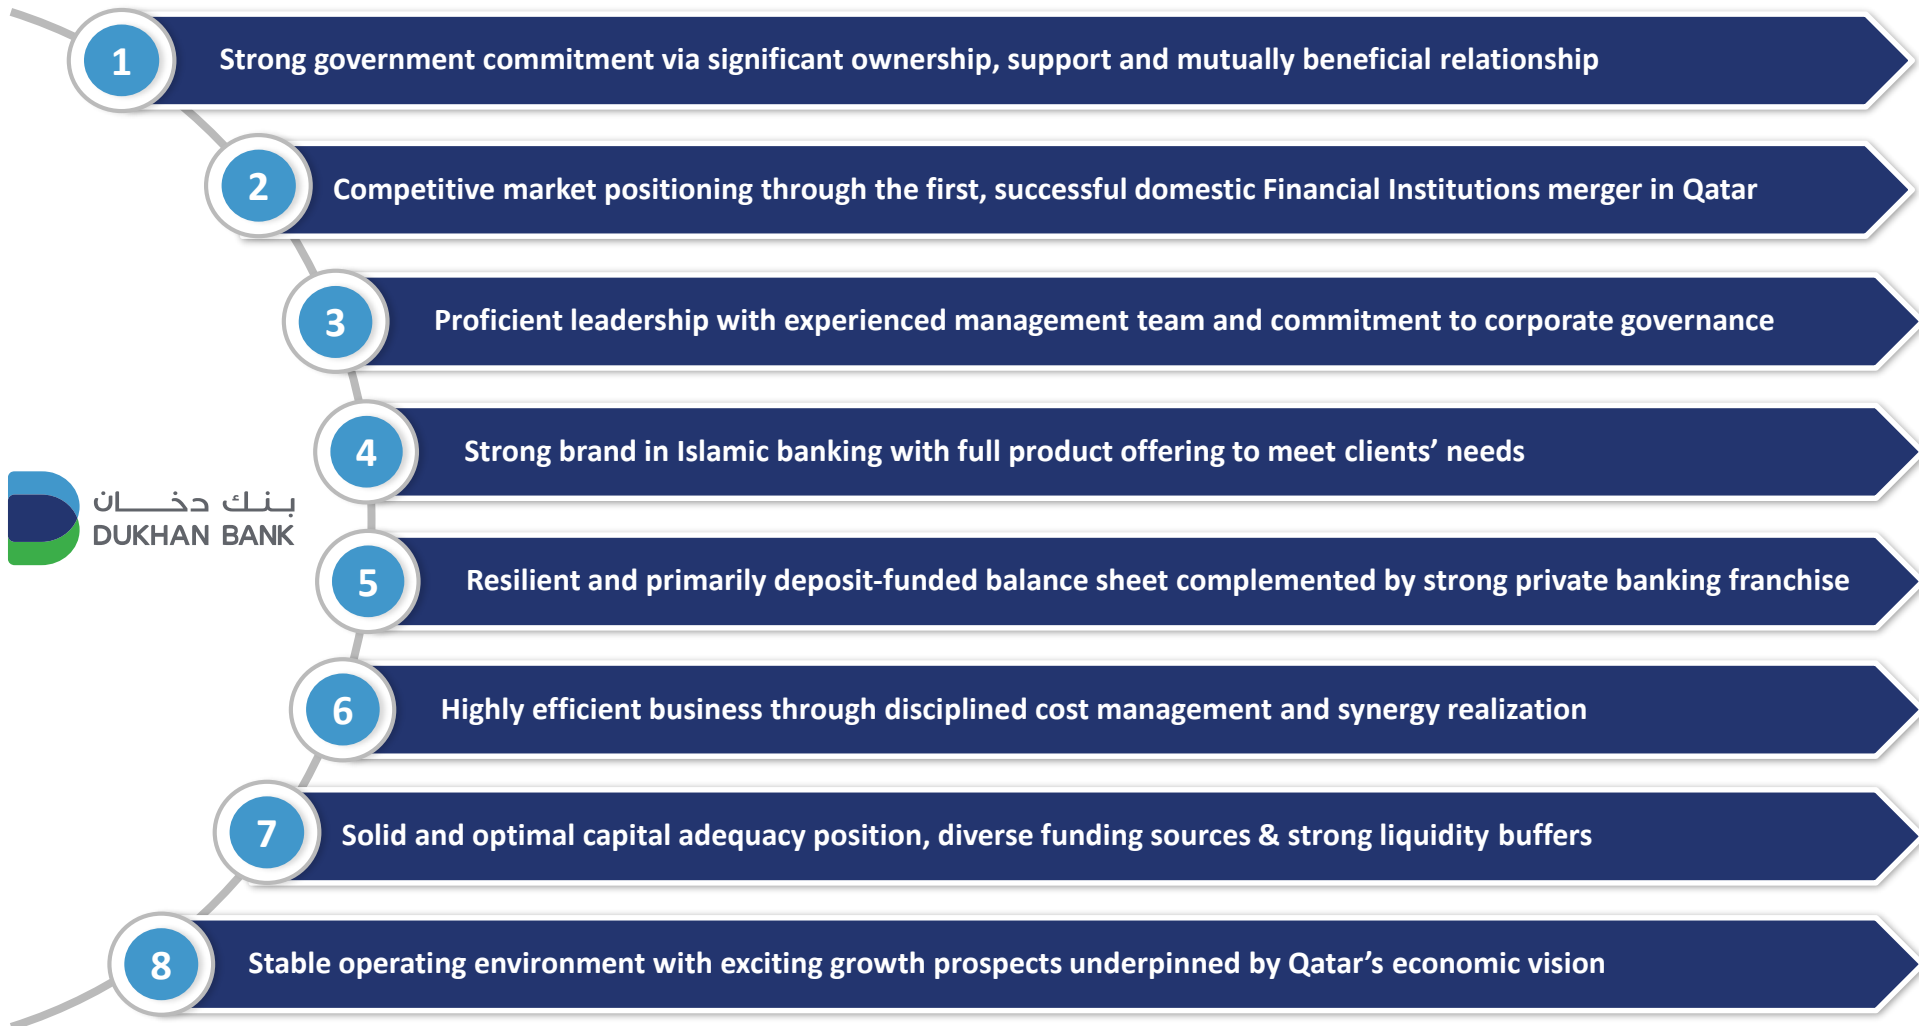 1
Strong government commitment via significant ownership, support and mutually beneficial relationship
2
Competitive market positioning through the first, successful domestic Financial Institutions merger in Qatar
3
Proficient leadership with experienced management team and commitment to corporate governance
4
Strong brand in Islamic banking with full product offering to meet clients’ needs
بنك دخان
DUKHAN BANK
5
Resilient and primarily deposit-funded balance sheet complemented by strong private banking franchise
6
Highly efficient business through disciplined cost management and synergy realization
7
Solid and optimal capital adequacy position, diverse funding sources & strong liquidity buffers
8
Stable operating environment with exciting growth prospects underpinned by Qatar’s economic vision